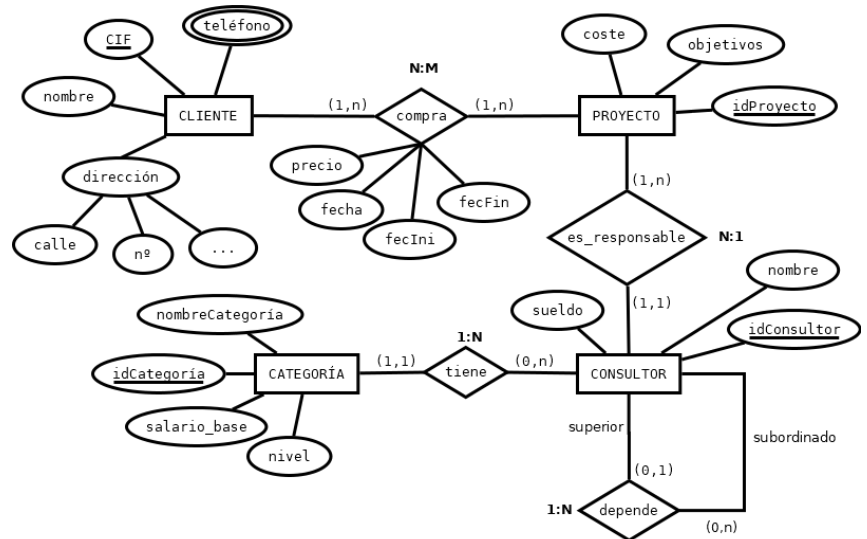 teléfono
CIF
coste
objetivos
N:M
nombre
idProyecto
CLIENTE
(1,n)
compra
(1,n)
PROYECTO
precio
dirección
fecha
fecFin
fecIni
calle
nº
...
(1,n)
es_responsable
N:1
nombre
(1,1)
sueldo
idConsultor
nombreCategoría
1:N
idCategoría
CATEGORÍA
(1,1)
tiene
(0,n)
CONSULTOR
salario_base
nivel
superior
subordinado
(0,1)
1:N
depende
(0,n)